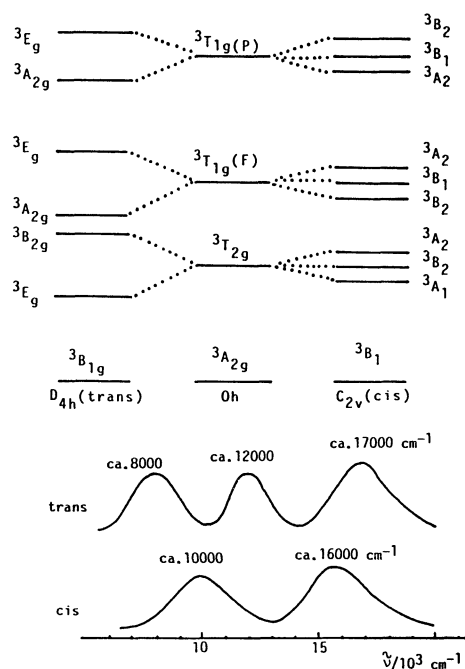 ³Eg ³T1g(P) ³B2
³B1
³A2g ³A2
³Eg ³T1g(F) ³A2
³B1
³A2g ³B2
³B2g ³T2g ³A2
³B2
³Eg ³A1
³B1g ³A2g ³B1
D4h(trans) Oh C2v(cis)
ca.8000 ca.12000 ca.17000 cm⁻¹
trans
ca.10000 ca.16000 cm⁻¹
cis
10 15
ν̃/10³ cm⁻¹